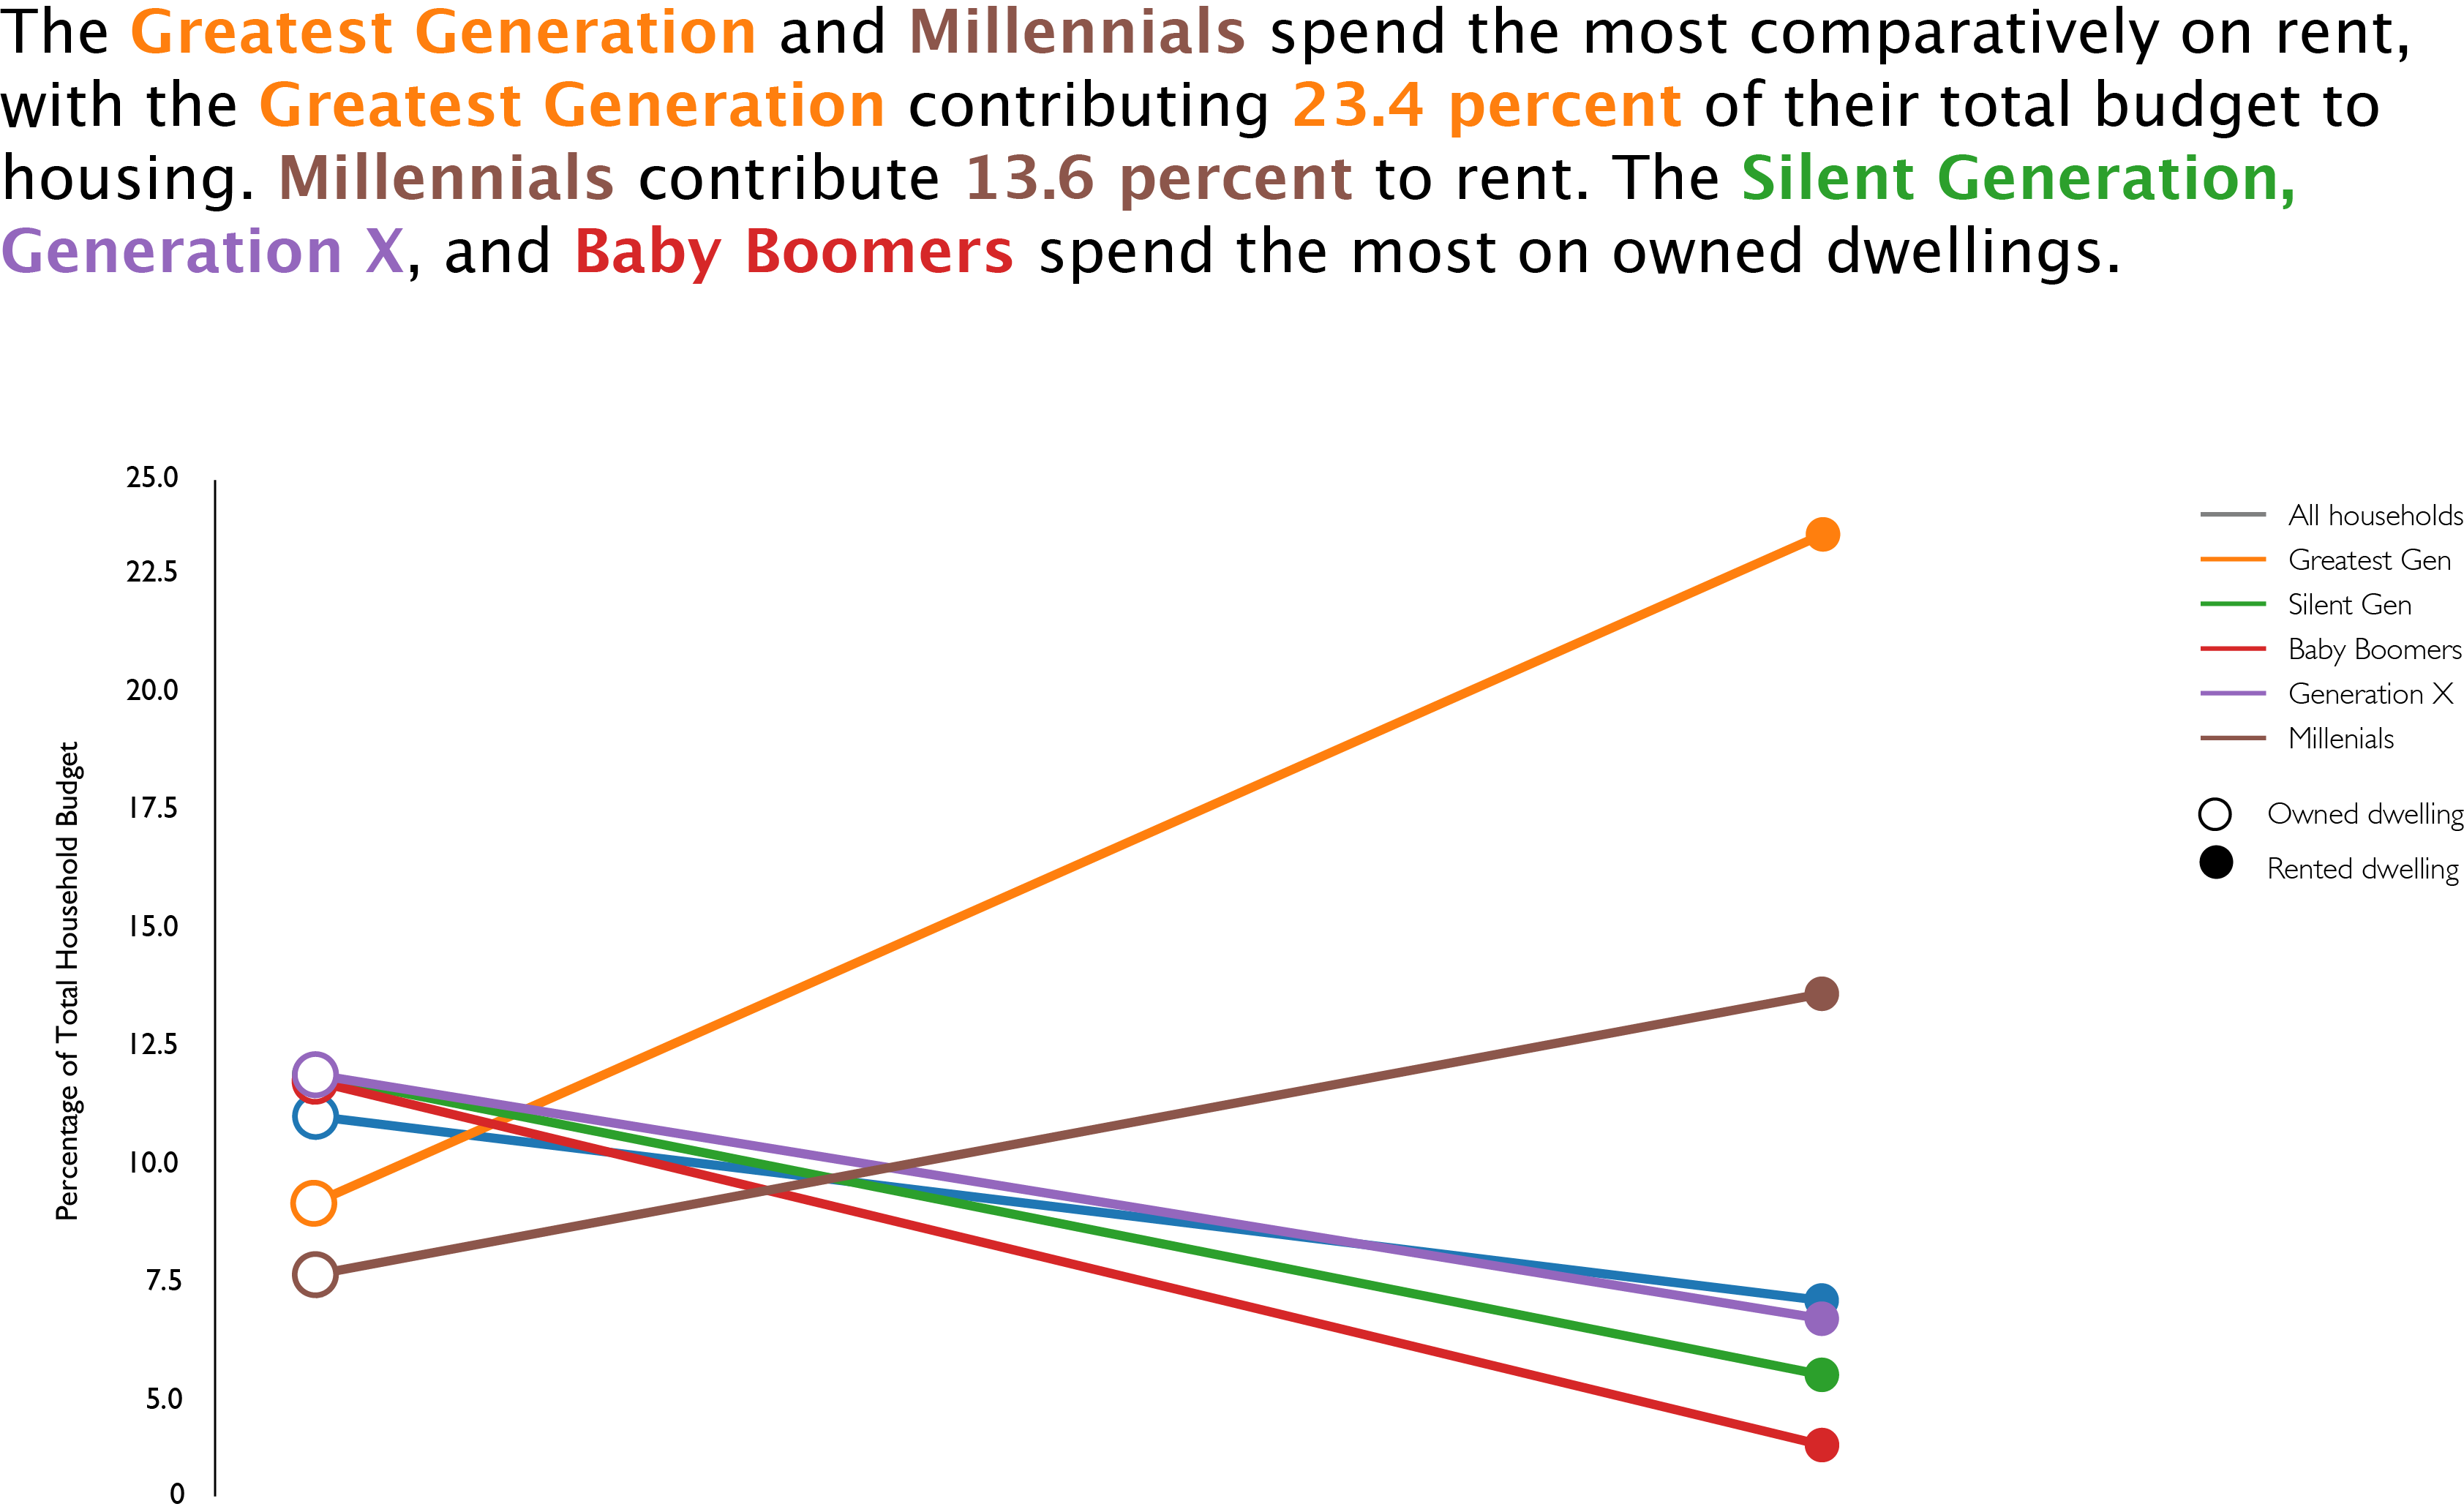 The Greatest Generation and Millennials spend the most comparatively on rent,
with the Greatest Generation contributing 23.4 percent of their total budget to
housing. Millennials contribute 13.6 percent to rent. The Silent Generation,
Generation X, and Baby Boomers spend the most on owned dwellings.
25.0
22.5
20.0
17.5
15.0
12.5
10.0
7.5
5.0
0
Percentage of Total Household Budget
All households
Greatest Gen
Silent Gen
Baby Boomers
Generation X
Millenials
Owned dwelling
Rented dwelling